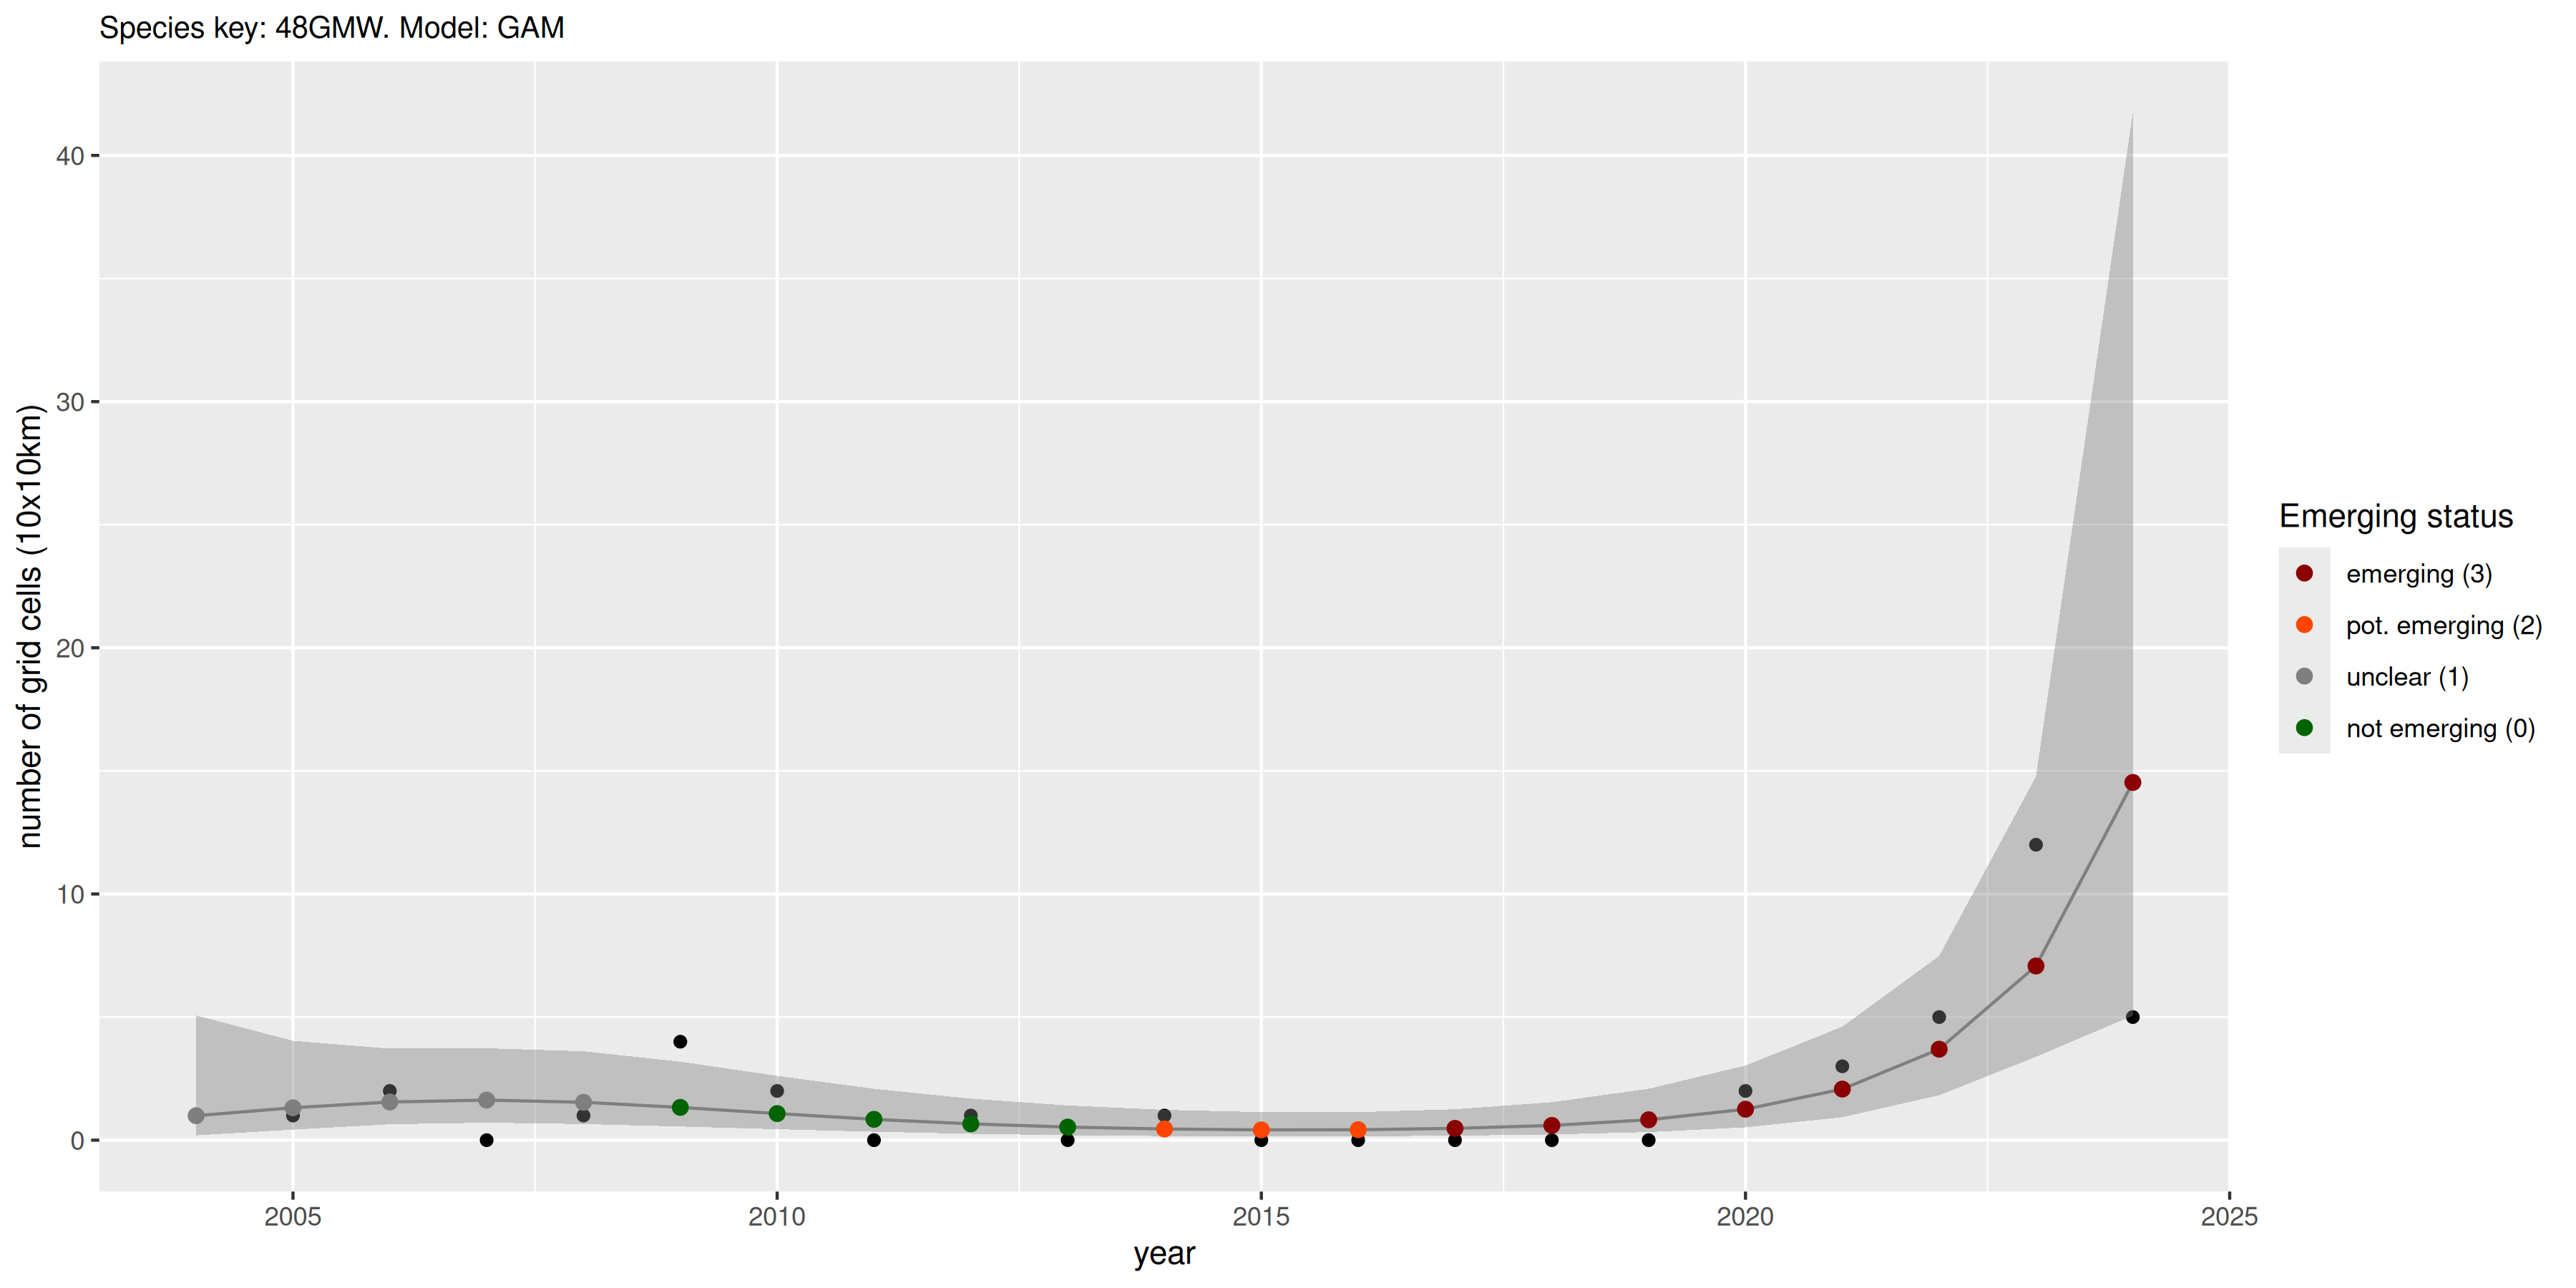 Species key: 48GMW. Model: GAM
number of grid cells (10x10km)
40
30
20
10
0
2005
2010
2015
2020
2025
year
Emerging status
emerging (3)
pot. emerging (2)
unclear (1)
not emerging (0)